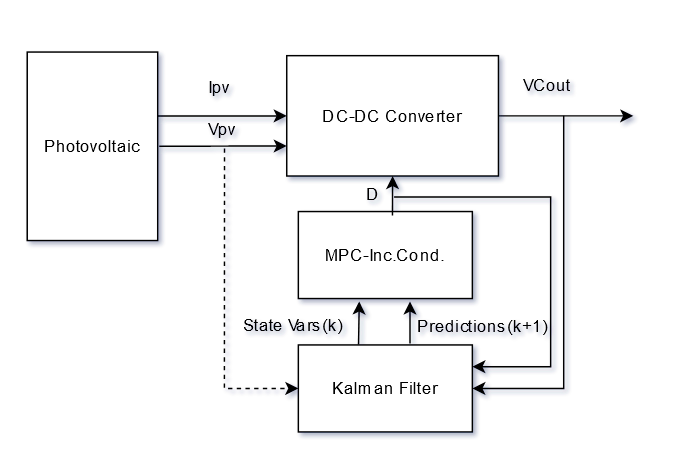 Ipv
VCout
DC-DC Converter
Vpv
Photovoltaic
D
MPC-Inc.Cond.
State Vars(k)
Predictions(k+1)
Kalman Filter